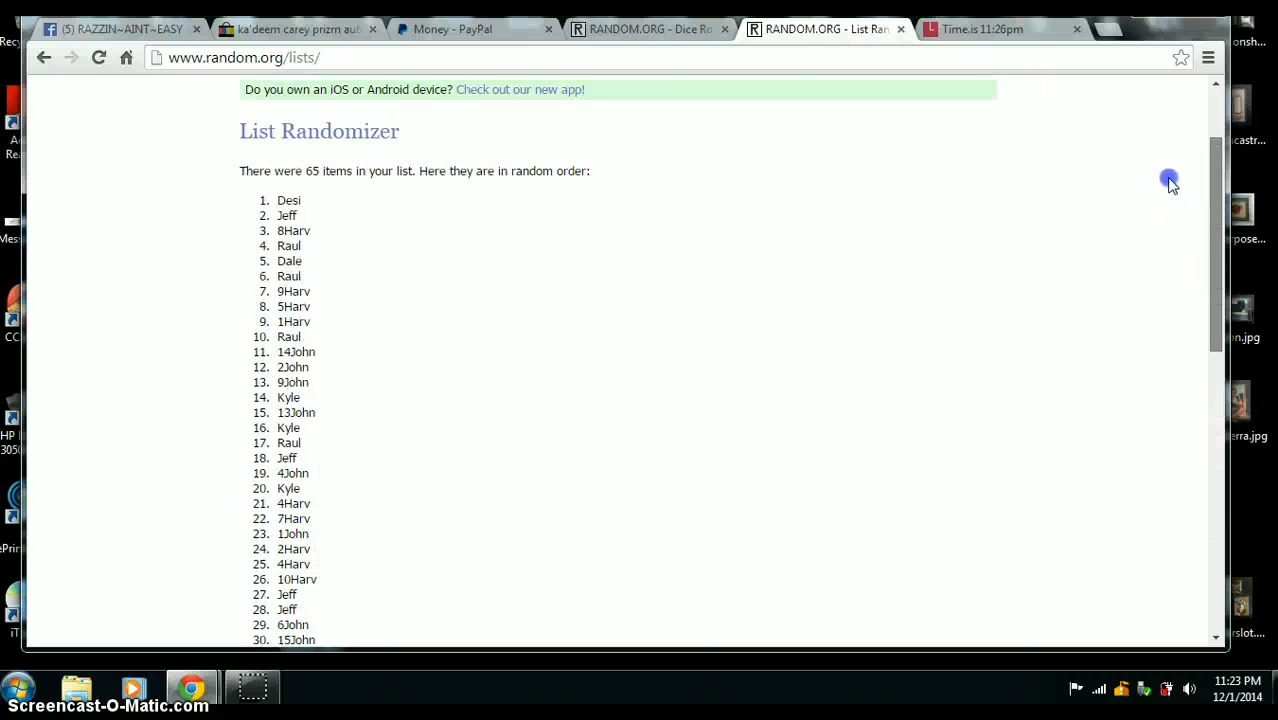 (5) RAZZIN~AINT~EASY
ka'deem carey prizm aut
Money - PayPal
RANDOM.ORG - Dice Ro
RANDOM.ORG - List Ran
Time.is 11:26pm
www.random.org/lists/
Do you own an iOS or Android device? Check out our new app!
List Randomizer
There were 65 items in your list. Here they are in random order:
1. Desi
2. Jeff
3. 8Harv
4. Raul
5. Dale
6. Raul
7. 9Harv
8. 5Harv
9. 1Harv
10. Raul
11. 14John
12. 2John
13. 9John
14. Kyle
15. 13John
16. Kyle
17. Raul
18. Jeff
19. 4John
20. Kyle
21. 4Harv
22. 7Harv
23. 1John
24. 2Harv
25. 4Harv
26. 10Harv
27. Jeff
28. Jeff
29. 6John
30. 15John
11:23 PM
12/1/2014
Screencast-O-Matic.com